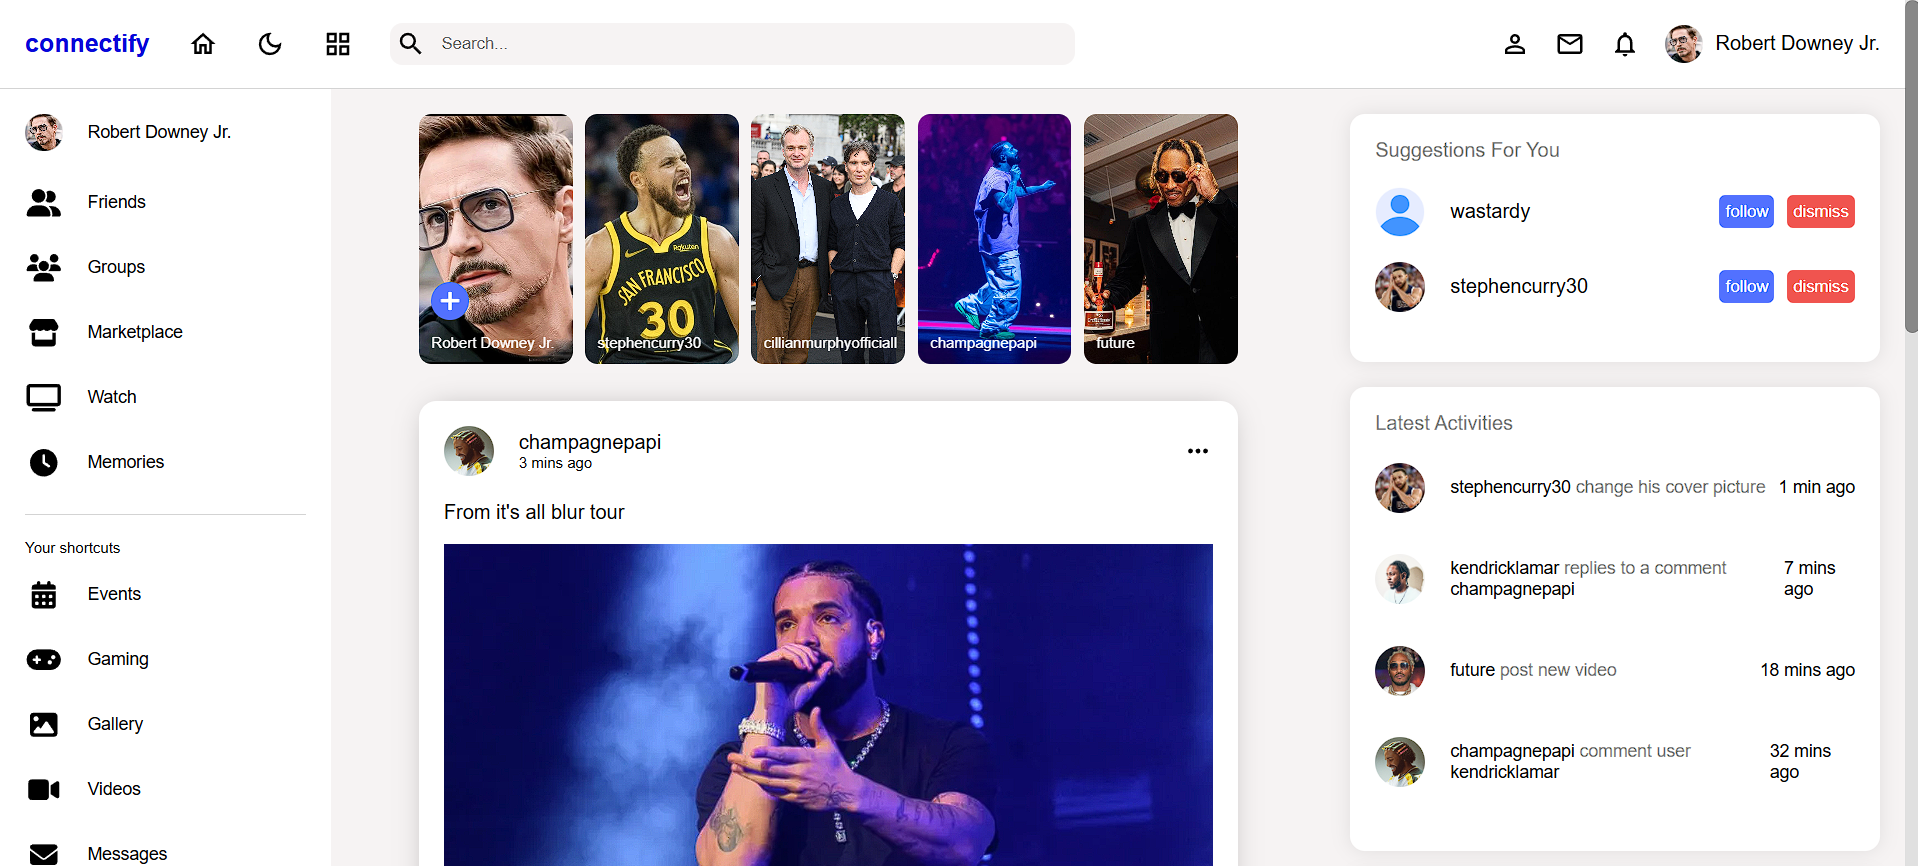 connectify
Search...
Robert Downey Jr.
Robert Downey Jr.
Friends
Groups
Marketplace
Watch
Memories
Your shortcuts
Events
Gaming
Gallery
Videos
Messages
Robert Downey Jr.
Rakuten
SAN FRANCISCO
30
stephencurry30
cillianmurphyofficiall
champagnepapi
future
champagnepapi
3 mins ago
From it's all blur tour
Suggestions For You
wastardy
follow
dismiss
stephencurry30
follow
dismiss
Latest Activities
stephencurry30 change his cover picture 1 min ago
kendricklamar replies to a comment 7 mins
champagnepapi ago
future post new video 18 mins ago
champagnepapi comment user 32 mins
kendricklamar ago